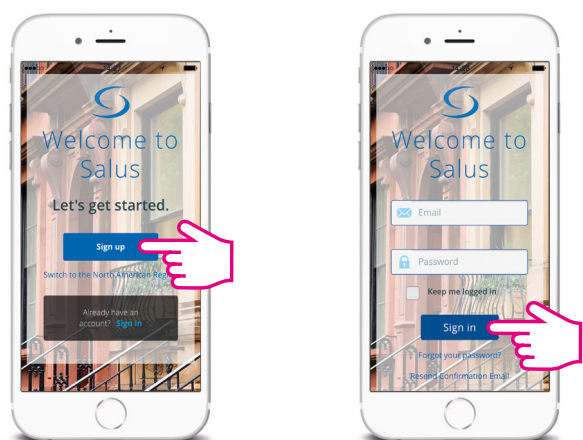 Welcome to
Salus
Let's get started.
Sign up
Switch to the North American Region
Already have an
account? Sign in
Welcome to
Salus
Email
Password
Keep me logged in
Sign in
Forgot your password?
Resend Confirmation Email